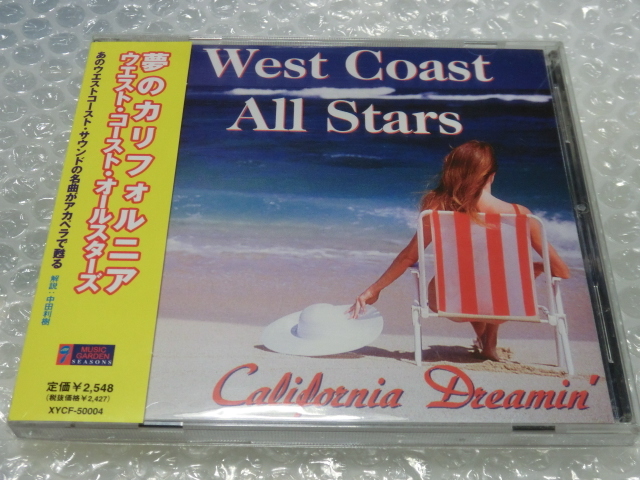 夢のカリフォルニア
ウエスト・コースト・オールスターズ
あのウエストコースト・サウンドの名曲がアカペラで甦る
解説:中田利樹
MUSIC
GARDEN
SEASONS
定価¥2,548
(税抜価格¥2,427)
XYCF-50004
West Coast
All Stars
California Dreamin'